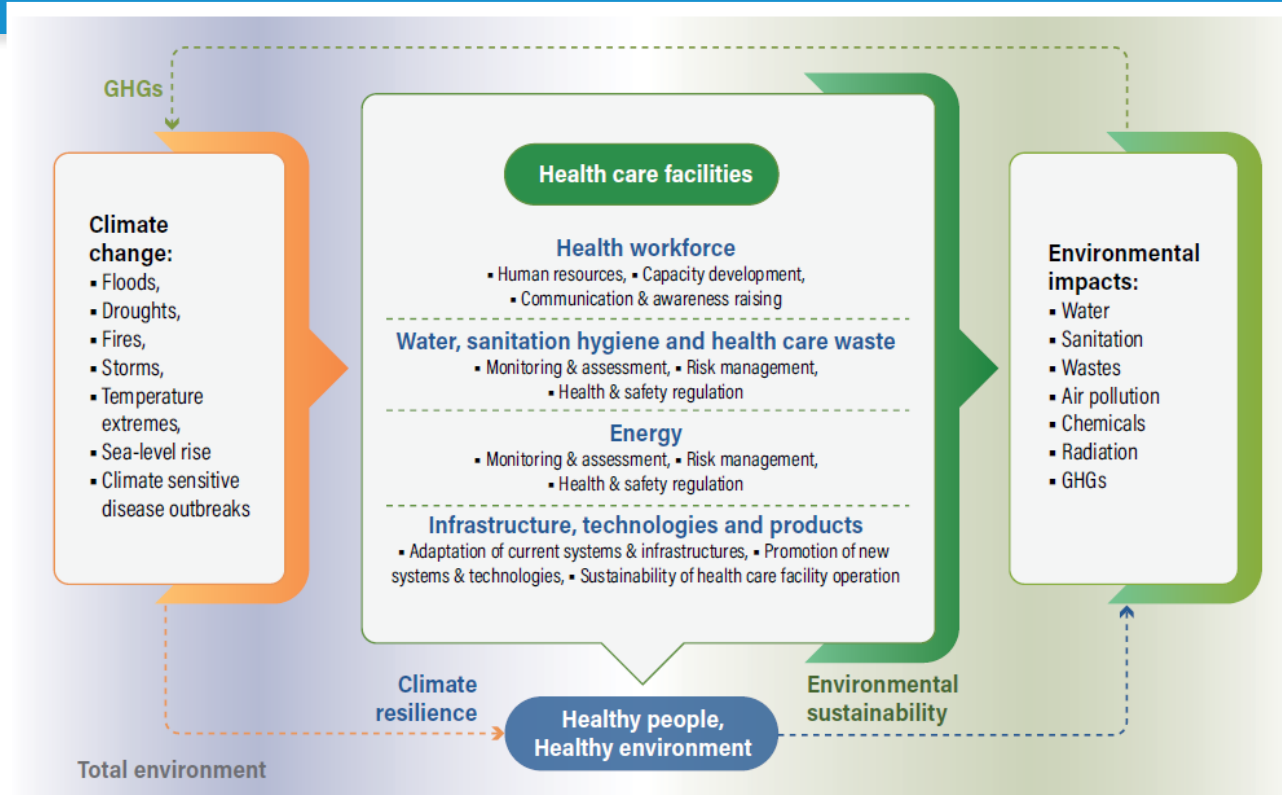 GHGs
Climate
change:
▪ Floods,
▪ Droughts,
▪ Fires,
▪ Storms,
▪ Temperature
extremes,
▪ Sea-level rise
▪ Climate sensitive
disease outbreaks
Health care facilities
Health workforce
▪ Human resources, ▪ Capacity development,
▪ Communication & awareness raising
Water, sanitation hygiene and health care waste
▪ Monitoring & assessment, ▪ Risk management,
▪ Health & safety regulation
Energy
▪ Monitoring & assessment, ▪ Risk management,
▪ Health & safety regulation
Infrastructure, technologies and products
▪ Adaptation of current systems & infrastructures, ▪ Promotion of new
systems & technologies, ▪ Sustainability of health care facility operation
Environmental
impacts:
▪ Water
▪ Sanitation
▪ Wastes
▪ Air pollution
▪ Chemicals
▪ Radiation
▪ GHGs
Climate
resilience
Healthy people,
Healthy environment
Environmental
sustainability
Total environment